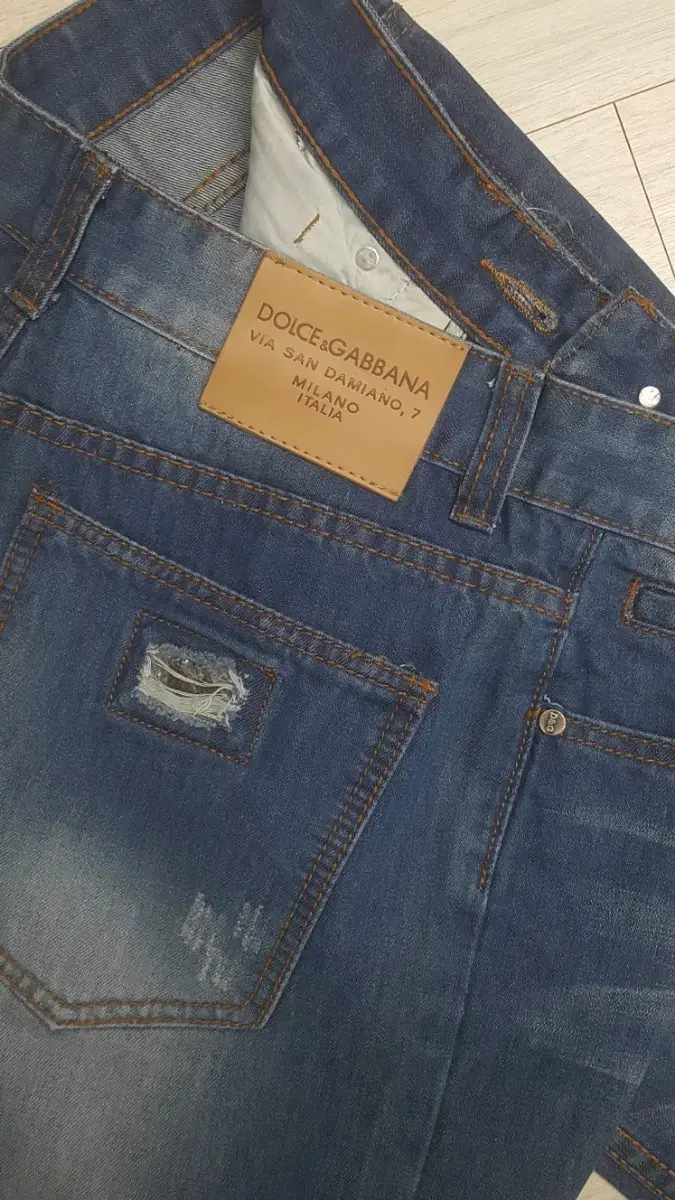 DOLCE&GABBANA
VIA SAN DAMIANO, 7
MILANO
ITALIA
D&G